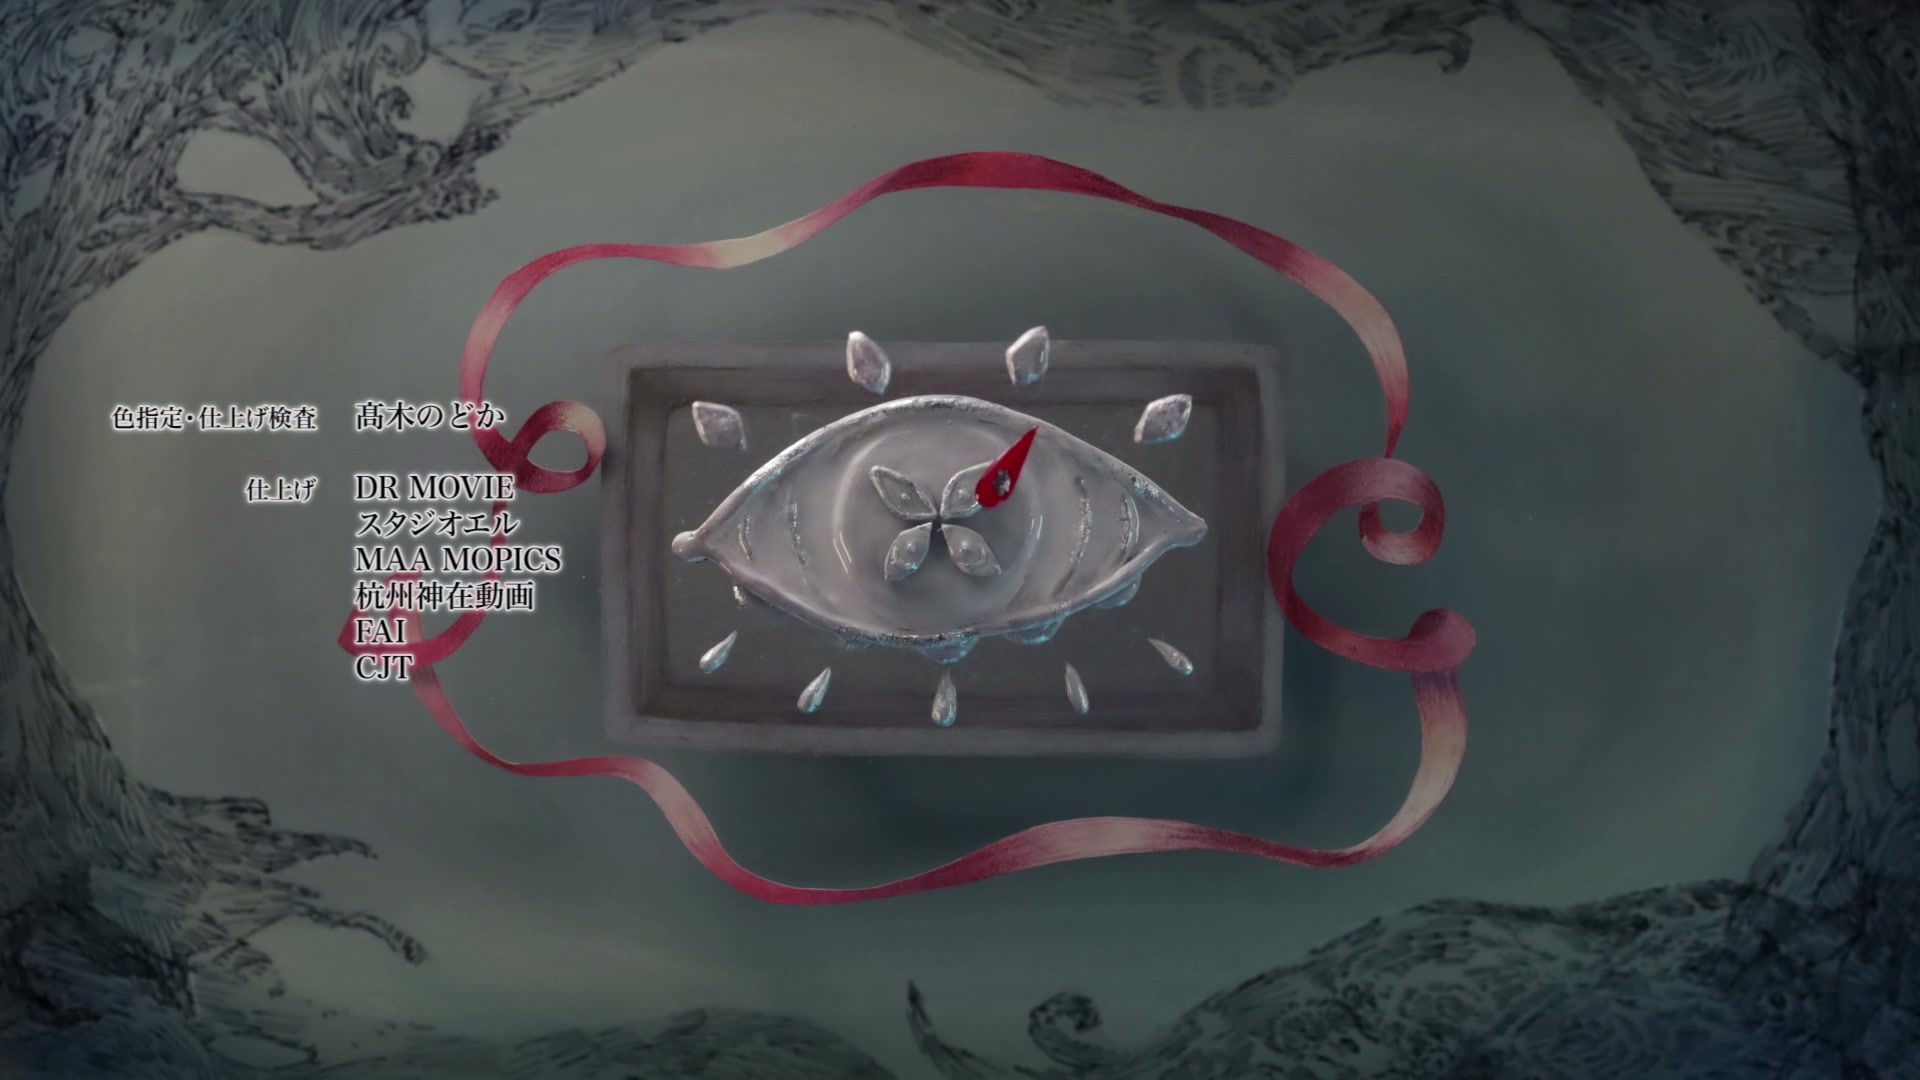 色指定・仕上げ検査 髙木のどか
仕上げ DR MOVIE
スタジオエル
MAA MOPICS
杭州神在動画
FAI
CJT